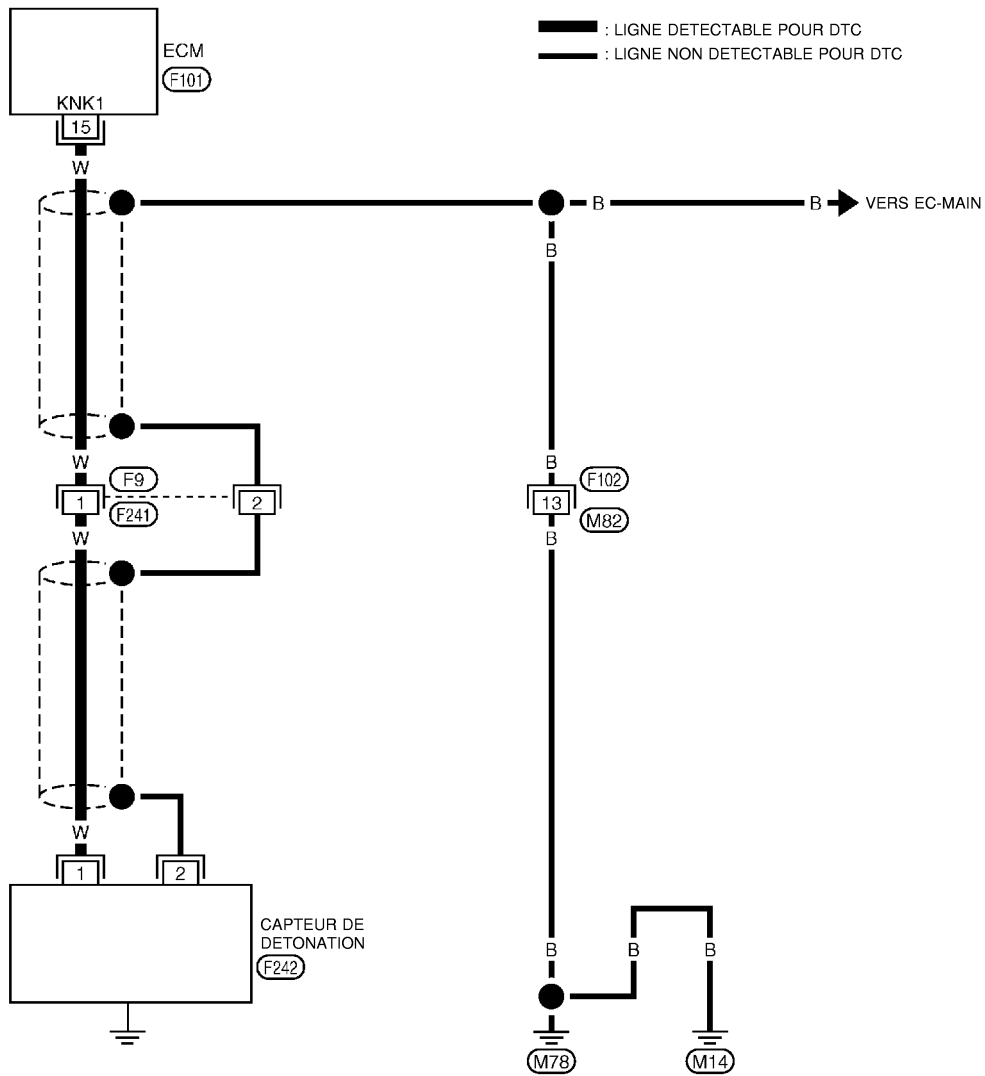 : LIGNE DETECTABLE POUR DTC
: LIGNE NON DETECTABLE POUR DTC
ECM
F101
KNK1
15
W
B
B
VERS EC-MAIN
B
W
B
F9
F102
1
2
13
F241
M82
W
B
W
1
2
CAPTEUR DE
DETONATION
F242
B
B
B
M78
M14